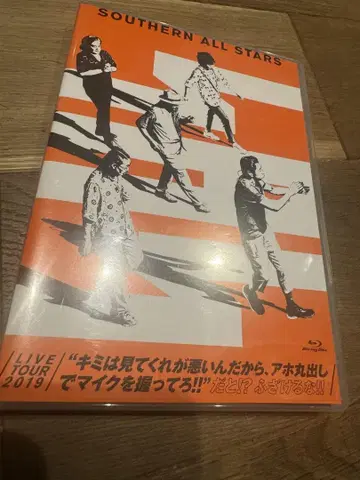 SOUTHERN ALL STARS
LIVE
TOUR
2019
“キミは見てくれが悪いんだから、アホ丸出し
でマイクを握ってろ!!”だと!? ふざけるな!!
Blu-ray Disc